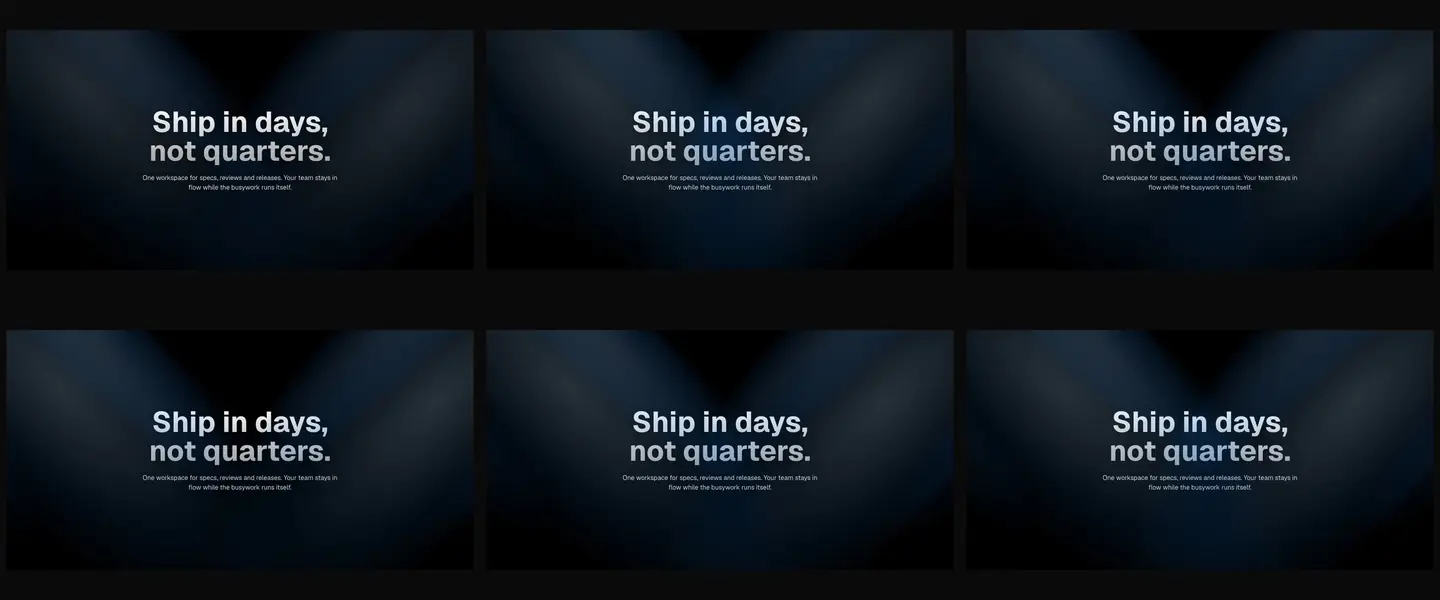 Ship in days,
not quarters.
One workspace for specs, reviews and releases. Your team stays in
flow while the busywork runs itself.
Ship in days,
not quarters.
One workspace for specs, reviews and releases. Your team stays in
flow while the busywork runs itself.
Ship in days,
not quarters.
One workspace for specs, reviews and releases. Your team stays in
flow while the busywork runs itself.
Ship in days,
not quarters.
One workspace for specs, reviews and releases. Your team stays in
flow while the busywork runs itself.
Ship in days,
not quarters.
One workspace for specs, reviews and releases. Your team stays in
flow while the busywork runs itself.
Ship in days,
not quarters.
One workspace for specs, reviews and releases. Your team stays in
flow while the busywork runs itself.